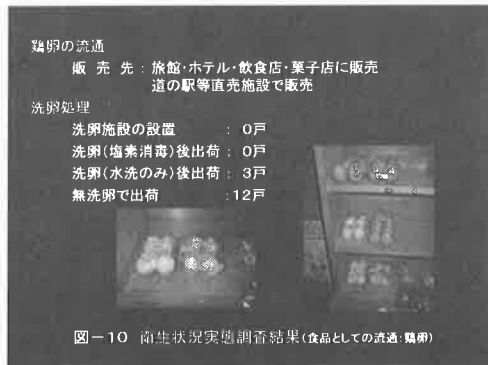 鶏卵の流通
販 売 先 : 旅館・ホテル・飲食店・菓子店に販売
道の駅等直売施設で販売
洗卵処理
洗卵施設の設置 : 0戸
洗卵(塩素消毒)後出荷 : 0戸
洗卵(水洗のみ)後出荷 : 3戸
無洗卵で出荷 :12戸
図-10 衛生状況実態調査結果(食品としての流通:鶏卵)